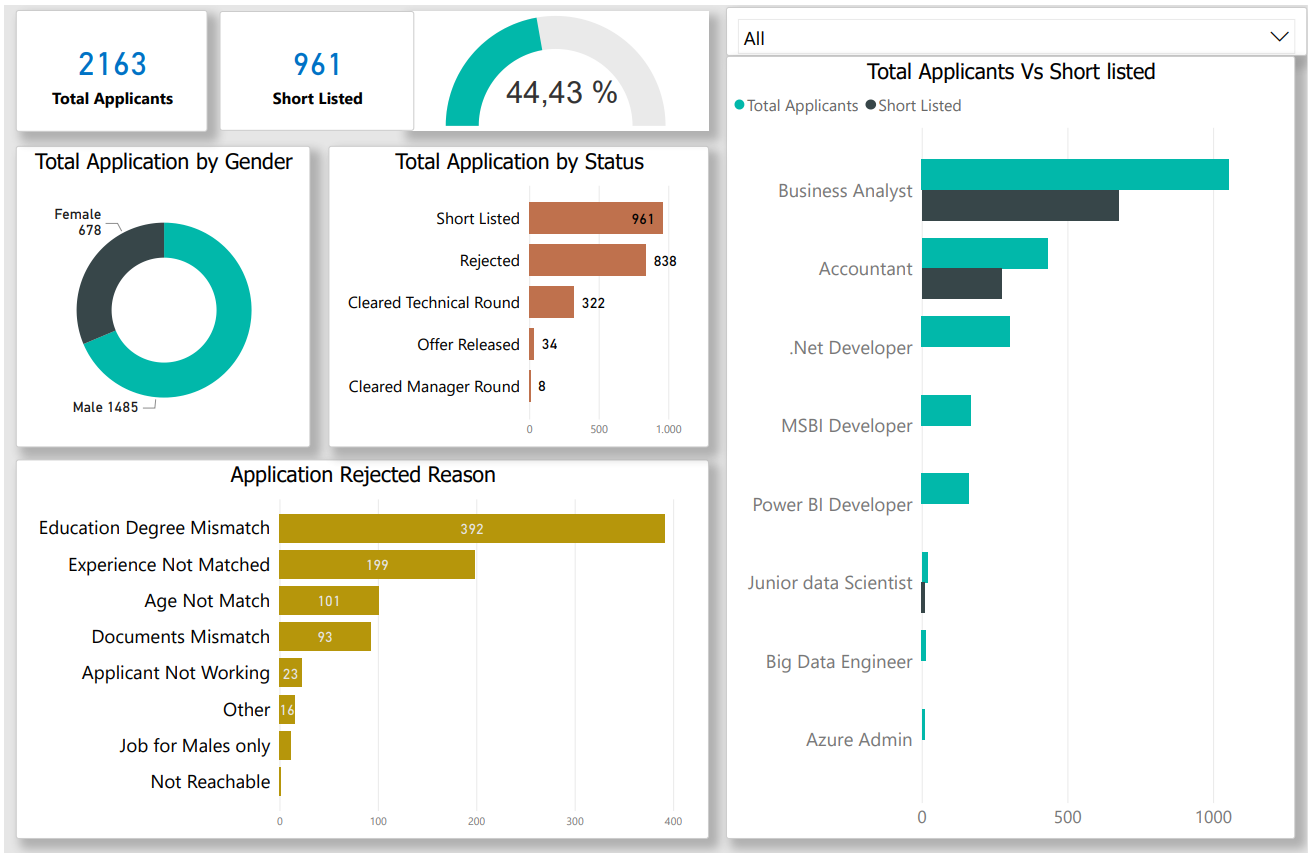 2163
Total Applicants
961
Short Listed
44,43 %
All
Total Application by Gender
Female
678
Male 1485
Total Application by Status
Short Listed 961
Rejected 838
Cleared Technical Round 322
Offer Released 34
Cleared Manager Round 8
0 500 1.000
Application Rejected Reason
Education Degree Mismatch 392
Experience Not Matched 199
Age Not Match 101
Documents Mismatch 93
Applicant Not Working 23
Other 16
Job for Males only
Not Reachable
0 100 200 300 400
Total Applicants Vs Short listed
Total Applicants Short Listed
Business Analyst
Accountant
.Net Developer
MSBI Developer
Power BI Developer
Junior data Scientist
Big Data Engineer
Azure Admin
0 500 1000